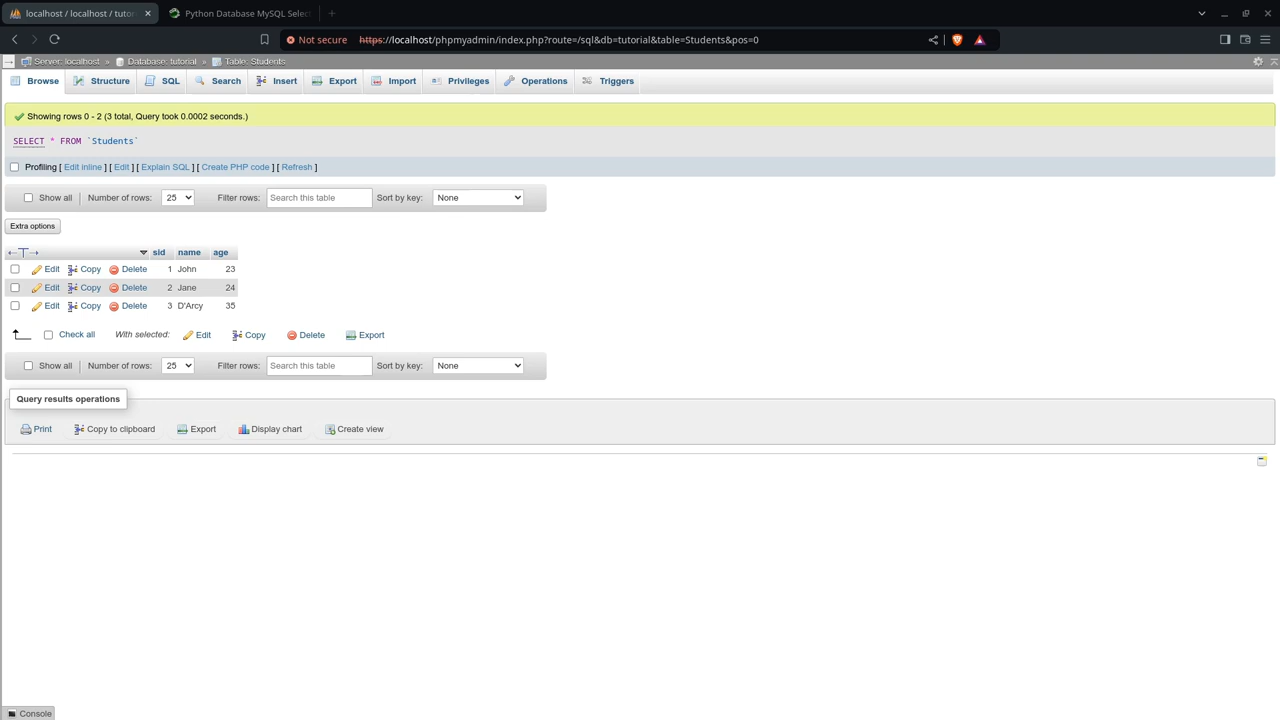 localhost / localhost / tutor
Python Database MySQL Selec
Not secure https://localhost/phpmyadmin/index.php?route=/sql&db=tutorial&table=Students&pos=0
Server: localhost » Database: tutorial » Table: Students
Browse Structure SQL Search Insert Export Import Privileges Operations Triggers
Showing rows 0 - 2 (3 total, Query took 0.0002 seconds.)
SELECT * FROM `Students`
Profiling [ Edit inline ] [ Edit ] [ Explain SQL ] [ Create PHP code ] [ Refresh ]
Show all Number of rows: 25 Filter rows: Search this table Sort by key: None
Extra options
sid name age
Edit Copy Delete 1 John 23
Edit Copy Delete 2 Jane 24
Edit Copy Delete 3 D'Arcy 35
Check all With selected: Edit Copy Delete Export
Show all Number of rows: 25 Filter rows: Search this table Sort by key: None
Query results operations
Print Copy to clipboard Export Display chart Create view
Console